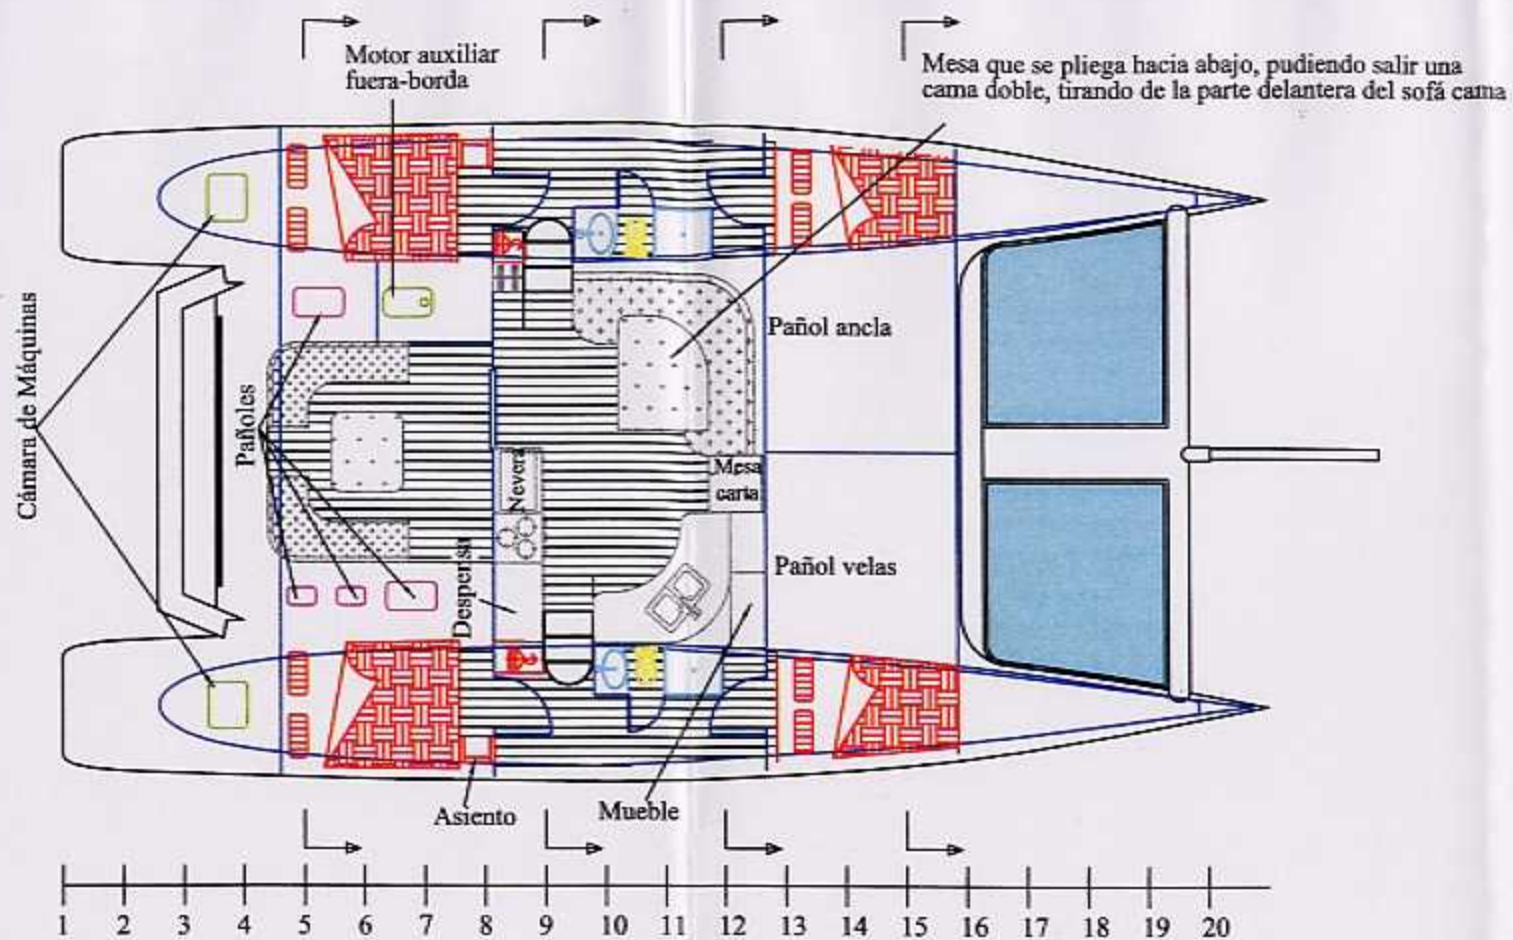 Motor auxiliar
fuera-borda
Mesa que se pliega hacia abajo, pudiendo salir una
cama doble, tirando de la parte delantera del sofá cama
Cámara de Máquinas
Pañoles
Pañol ancla
Nevera
Mesa
carta
Despensa
Pañol velas
Asiento
Mueble
1 2 3 4 5 6 7 8 9 10 11 12 13 14 15 16 17 18 19 20